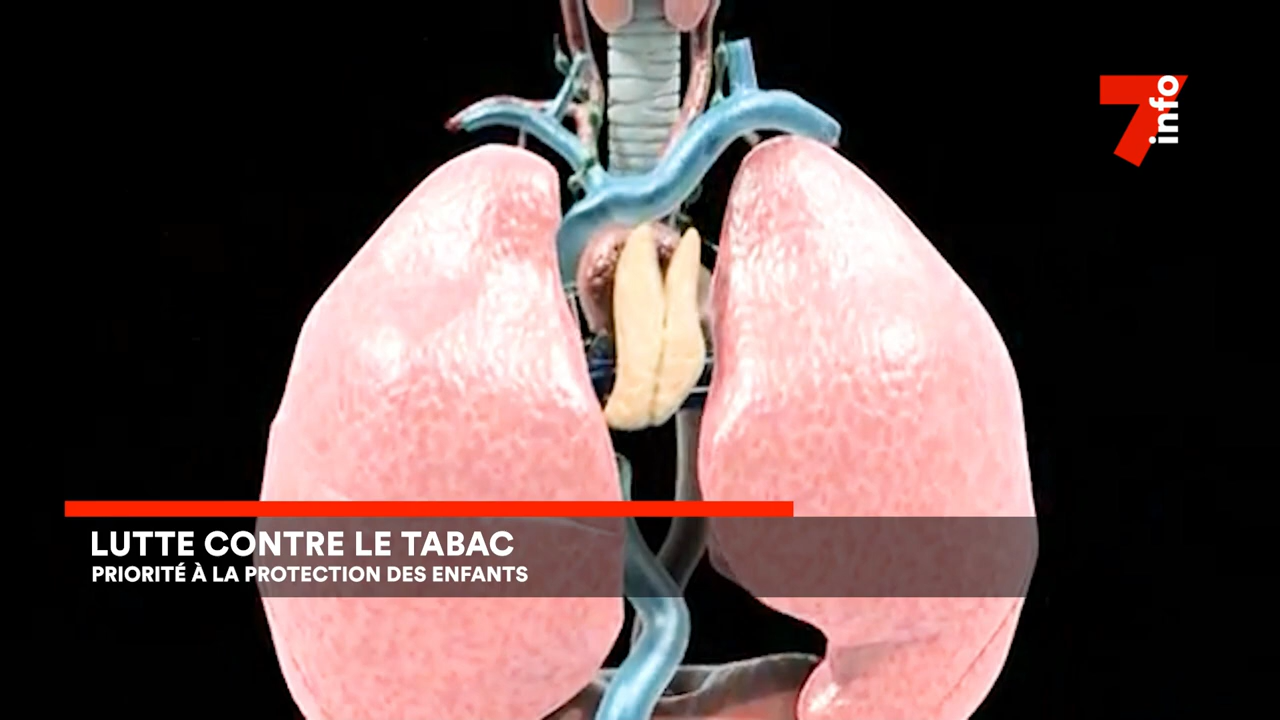 7 info
LUTTE CONTRE LE TABAC
PRIORITÉ À LA PROTECTION DES ENFANTS